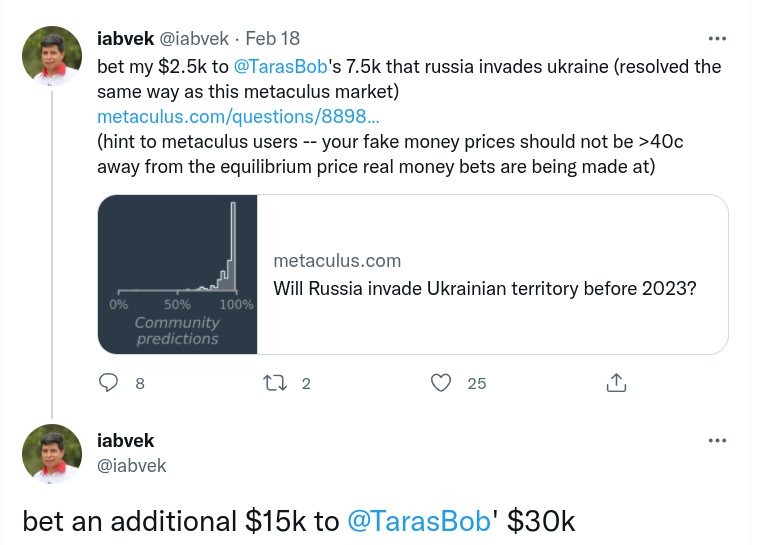 iabvek @iabvek · Feb 18
bet my $2.5k to @TarasBob's 7.5k that russia invades ukraine (resolved the
same way as this metaculus market)
metaculus.com/questions/8898...
(hint to metaculus users -- your fake money prices should not be >40c
away from the equilibrium price real money bets are being made at)
metaculus.com
Will Russia invade Ukrainian territory before 2023?
0% 50% 100%
Community
predictions
8 2 25
iabvek
@iabvek
bet an additional $15k to @TarasBob' $30k